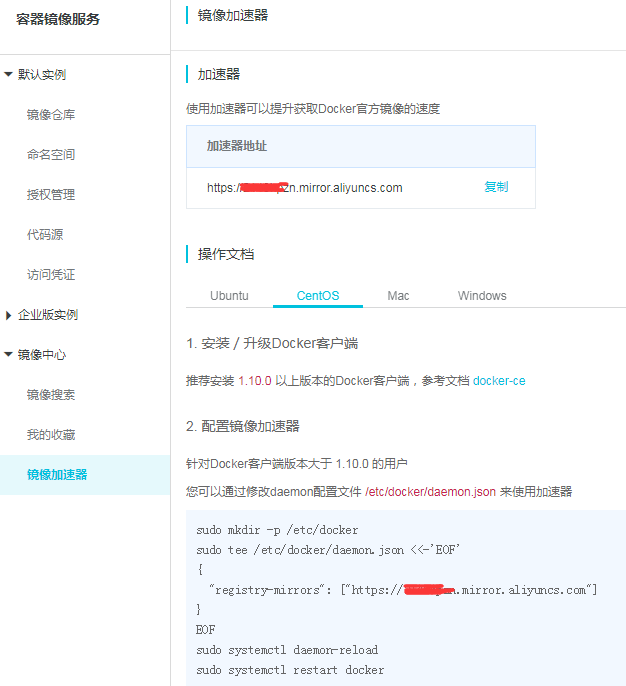 容器镜像服务
默认实例
镜像仓库
命名空间
授权管理
代码源
访问凭证
企业版实例
镜像中心
镜像搜索
我的收藏
镜像加速器
镜像加速器
加速器
使用加速器可以提升获取Docker官方镜像的速度
加速器地址
https:/ n.mirror.aliyuncs.com 复制
操作文档
Ubuntu CentOS Mac Windows
1. 安装 / 升级Docker客户端
推荐安装 1.10.0 以上版本的Docker客户端，参考文档 docker-ce
2. 配置镜像加速器
针对Docker客户端版本大于 1.10.0 的用户
您可以通过修改daemon配置文件 /etc/docker/daemon.json 来使用加速器
sudo mkdir -p /etc/docker
sudo tee /etc/docker/daemon.json <<-'EOF'
{
"registry-mirrors": ["https:// n.mirror.aliyuncs.com"]
}
EOF
sudo systemctl daemon-reload
sudo systemctl restart docker